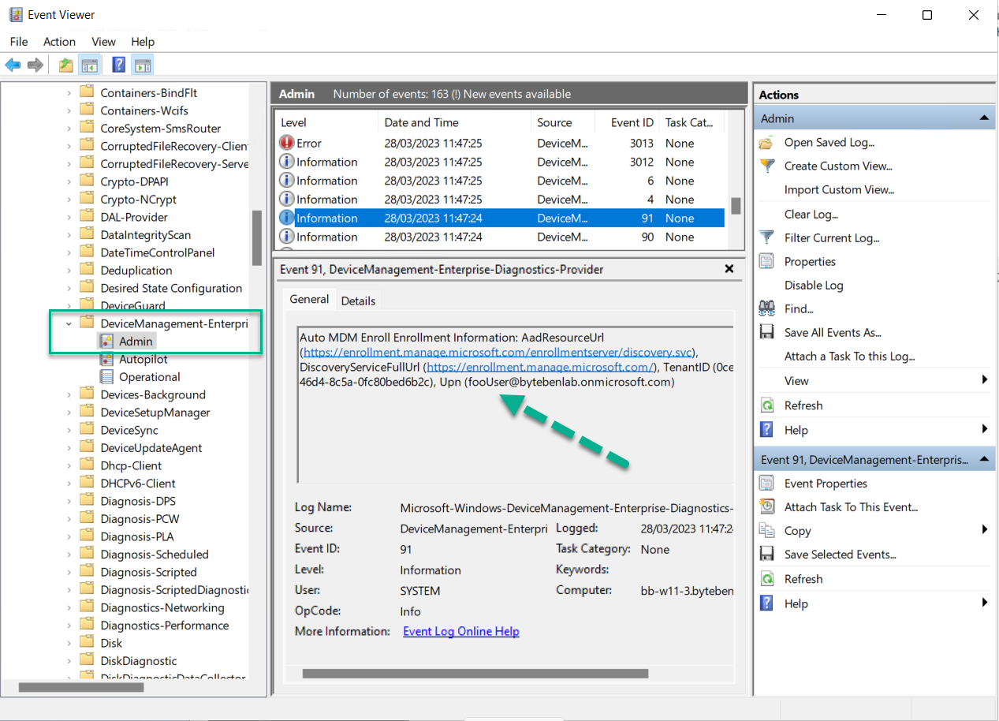 Event Viewer
File Action View Help
Containers-BindFlt
Containers-Wcifs
CoreSystem-SmsRouter
CorruptedFileRecovery-Clien
CorruptedFileRecovery-Serve
Crypto-DPAPI
Crypto-NCrypt
DAL-Provider
DataIntegrityScan
DateTimeControlPanel
Deduplication
Desired State Configuration
DeviceGuard
DeviceManagement-Enterpri
Admin
Autopilot
Operational
Devices-Background
DeviceSetupManager
DeviceSync
DeviceUpdateAgent
Dhcp-Client
DHCPv6-Client
Diagnosis-DPS
Diagnosis-PCW
Diagnosis-PLA
Diagnosis-Scheduled
Diagnosis-Scripted
Diagnosis-ScriptedDiagnostic
Diagnostics-Networking
Diagnostics-Performance
Disk
DiskDiagnostic
DiskDiagnosticDataCollector
Admin Number of events: 163 (!) New events available
Level Date and Time Source Event ID Task Cat...
Error 28/03/2023 11:47:25 DeviceM... 3013 None
Information 28/03/2023 11:47:25 DeviceM... 3012 None
Information 28/03/2023 11:47:25 DeviceM... 6 None
Information 28/03/2023 11:47:25 DeviceM... 4 None
Information 28/03/2023 11:47:24 DeviceM... 91 None
Information 28/03/2023 11:47:24 DeviceM... 90 None
Event 91, DeviceManagement-Enterprise-Diagnostics-Provider
General Details
Auto MDM Enroll Enrollment Information: AadResourceUrl
(https://enrollment.manage.microsoft.com/enrollmentserver/discovery.svc),
DiscoveryServiceFullUrl (https://enrollment.manage.microsoft.com/), TenantID (0ce
46d4-8c5a-0fc80bed6b2c), Upn (fooUser@bytebenlab.onmicrosoft.com)
Log Name: Microsoft-Windows-DeviceManagement-Enterprise-Diagnostics-
Source: DeviceManagement-Enterpri Logged: 28/03/2023 11:47:24
Event ID: 91 Task Category: None
Level: Information Keywords:
User: SYSTEM Computer: bb-w11-3.byteben
OpCode: Info
More Information: Event Log Online Help
Actions
Admin
Open Saved Log...
Create Custom View...
Import Custom View...
Clear Log...
Filter Current Log...
Properties
Disable Log
Find...
Save All Events As...
Attach a Task To this Log...
View
Refresh
Help
Event 91, DeviceManagement-Enterpris...
Event Properties
Attach Task To This Event...
Copy
Save Selected Events...
Refresh
Help